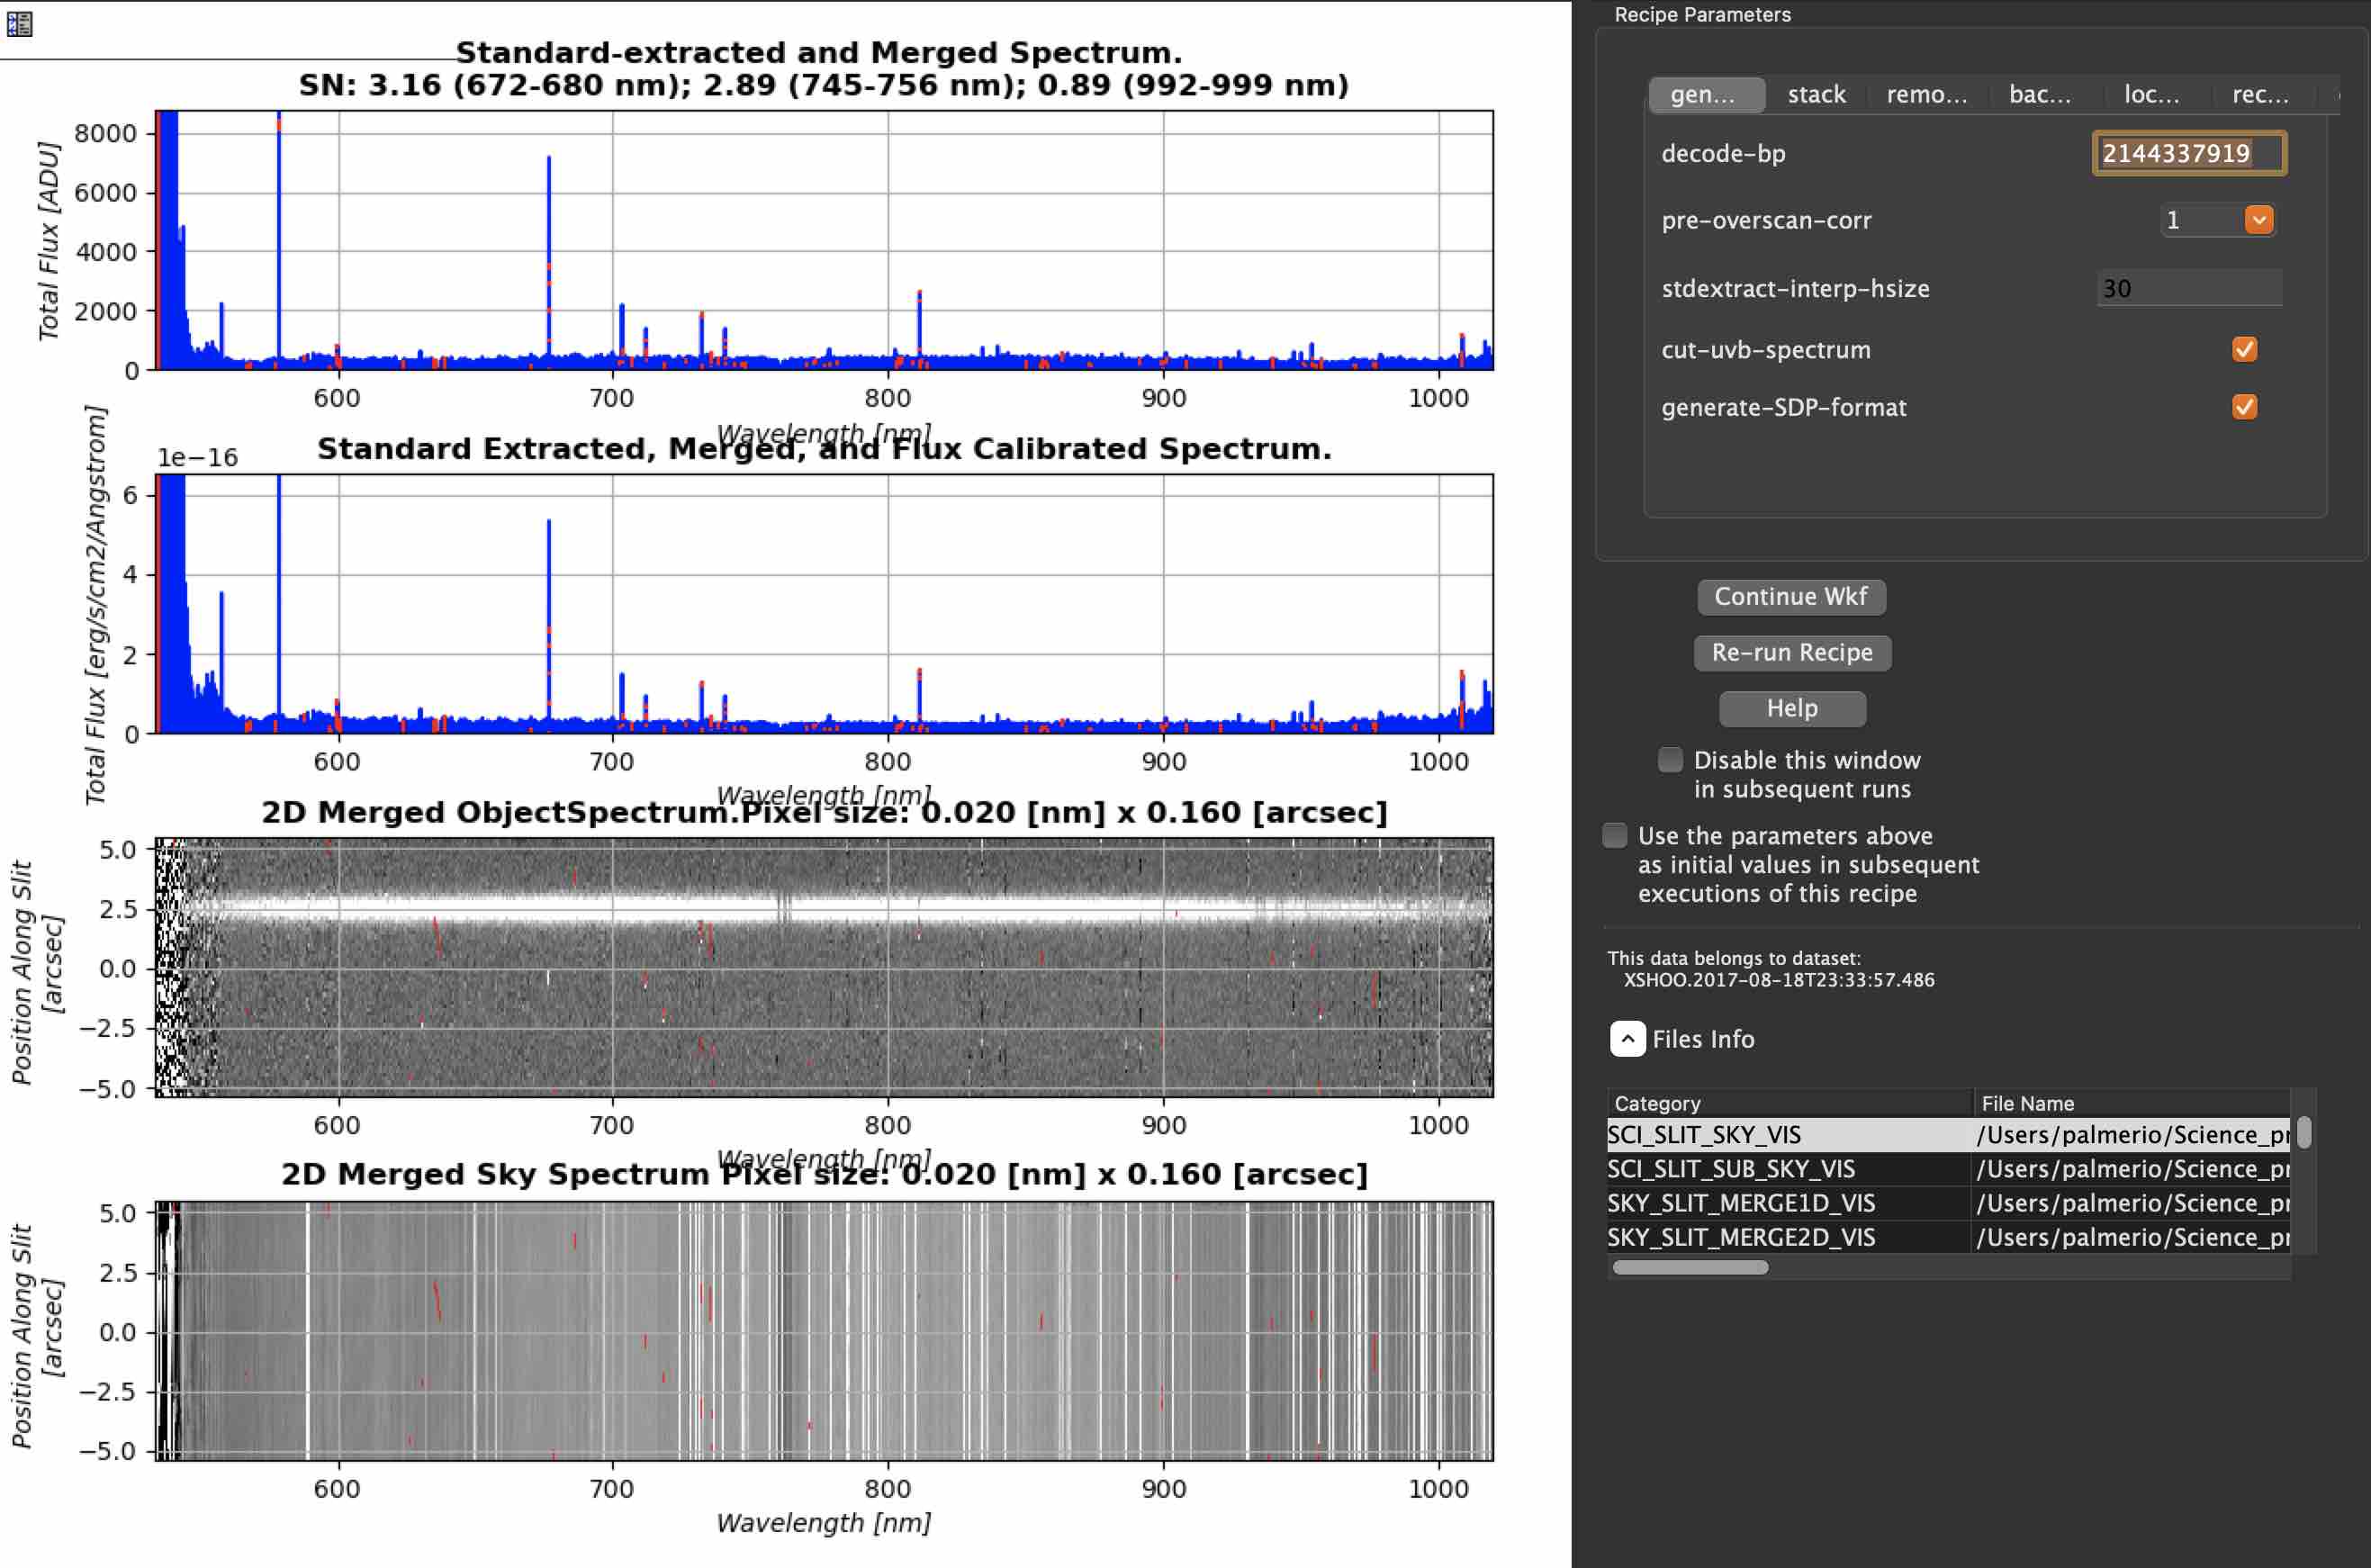 Standard-extracted and Merged Spectrum.
SN: 3.16 (672-680 nm); 2.89 (745-756 nm); 0.89 (992-999 nm)
Total Flux [ADU]
8000
6000
4000
2000
0
600 700 800 900 1000
Wavelength [nm]
Standard Extracted, Merged, and Flux Calibrated Spectrum.
1e−16
Total Flux [erg/s/cm2/Angstrom]
6
4
2
0
600 700 800 900 1000
Wavelength [nm]
2D Merged ObjectSpectrum.Pixel size: 0.020 [nm] x 0.160 [arcsec]
Position Along Slit
[arcsec]
5.0
2.5
0.0
−2.5
−5.0
600 700 800 900 1000
Wavelength [nm]
2D Merged Sky Spectrum Pixel size: 0.020 [nm] x 0.160 [arcsec]
Position Along Slit
[arcsec]
5.0
2.5
0.0
−2.5
−5.0
600 700 800 900 1000
Wavelength [nm]
Recipe Parameters
gen... stack remo... bac... loc... rec...
decode-bp 2144337919
pre-overscan-corr 1
stdextract-interp-hsize 30
cut-uvb-spectrum
generate-SDP-format
Continue Wkf
Re-run Recipe
Help
Disable this window
in subsequent runs
Use the parameters above
as initial values in subsequent
executions of this recipe
This data belongs to dataset:
XSHOO.2017-08-18T23:33:57.486
Files Info
Category File Name
SCI_SLIT_SKY_VIS /Users/palmerio/Science_pr
SCI_SLIT_SUB_SKY_VIS /Users/palmerio/Science_pr
SKY_SLIT_MERGE1D_VIS /Users/palmerio/Science_pr
SKY_SLIT_MERGE2D_VIS /Users/palmerio/Science_pr